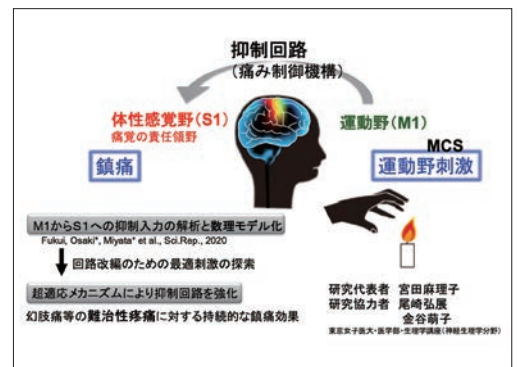 抑制回路
(痛み制御機構)
体性感覚野(S1)
痛覚の責任領野
運動野(M1)
MCS
鎮痛
運動野刺激
M1からS1への抑制入力の解析と数理モデル化
Fukui, Osaki*, Miyata* et al., Sci.Rep., 2020
回路改編のための最適刺激の探索
超適応メカニズムにより抑制回路を強化
幻肢痛等の難治性疼痛に対する持続的な鎮痛効果
研究代表者 宮田麻理子
研究協力者 尾崎弘展
金谷萌子
東京女子医大・医学部・生理学講座(神経生理学分野)